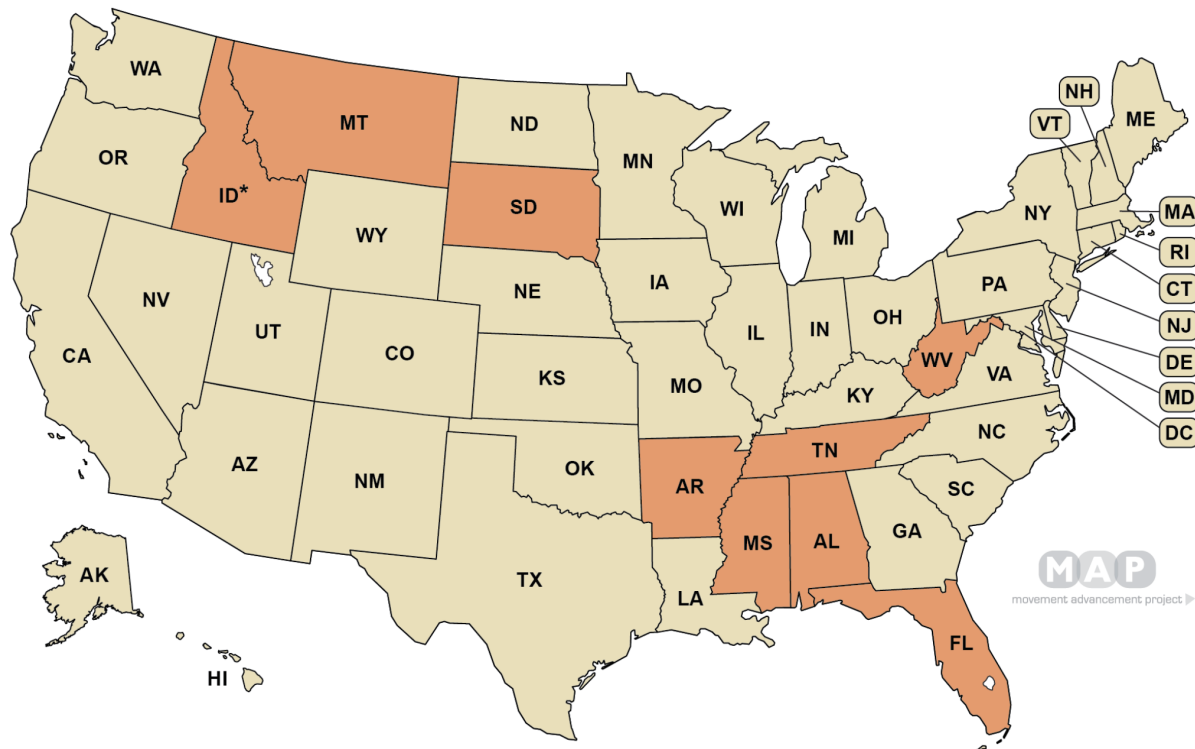 WA
MT
ND
MN
NH
VT
ME
OR
ID*
SD
WI
MI
NY
MA
RI
CT
NJ
DE
MD
DC
WY
IA
NE
PA
NV
UT
CO
IL
IN
OH
WV
VA
CA
KS
MO
KY
AZ
NM
OK
AR
TN
NC
SC
MS
AL
GA
TX
LA
FL
AK
HI
MAP
movement advancement project